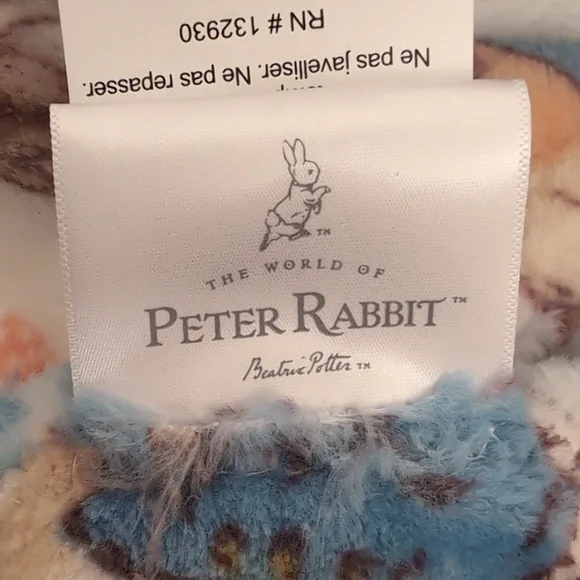 Ne pas javelliser. Ne pas repasser.
RN # 132930
TM
THE WORLD OF
PETER RABBIT™
Beatrix Potter TM